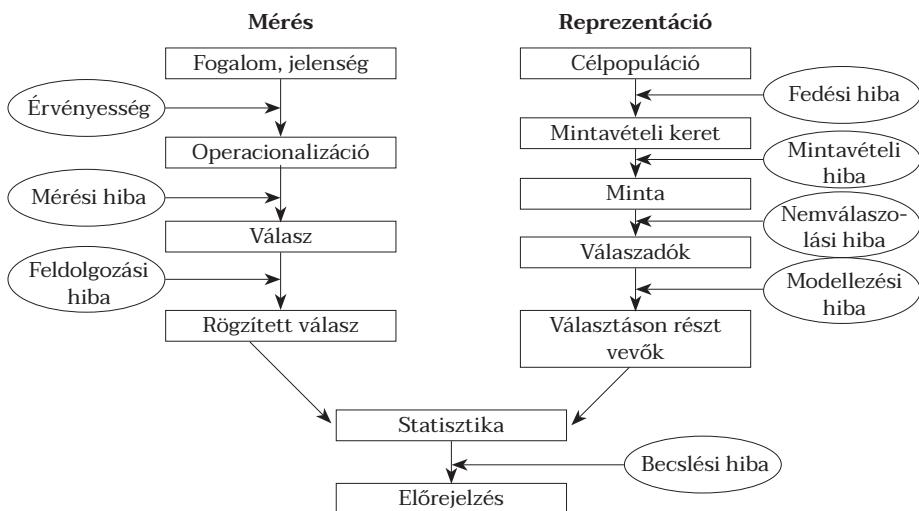 Mérés
Fogalom, jelenség
Érvényesség
Operacionalizáció
Mérési hiba
Válasz
Feldolgozási
hiba
Rögzített válasz
Reprezentáció
Célpopuláció
Fedési hiba
Mintavételi keret
Mintavételi
hiba
Minta
Nemválaszo-
lási hiba
Válaszadók
Modellezési
hiba
Választáson részt
vevők
Statisztika
Becslési hiba
Előrejelzés